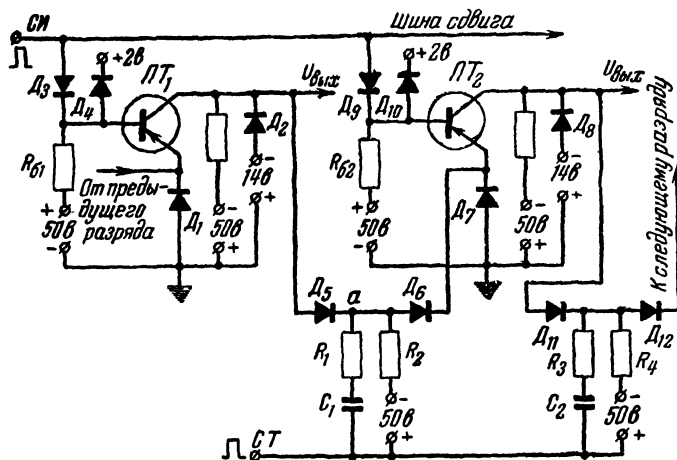 СИ
Шина сдвига
+2в
Д3
Д4
ПТ1
Uвых
Д2
Rб1
От преды-
дущего
разряда
+
50в
-
Д1
-
50в
+
-
14в
+
+2в
Д9
Д10
ПТ2
Uвых
Д8
Rб2
+
50в
-
Д7
-
50в
+
-
14в
+
К следующему разряду
Д5
а
Д6
R1
R2
C1
-
50в
+
Д11
Д12
R3
R4
C2
-
50в
+
СТ